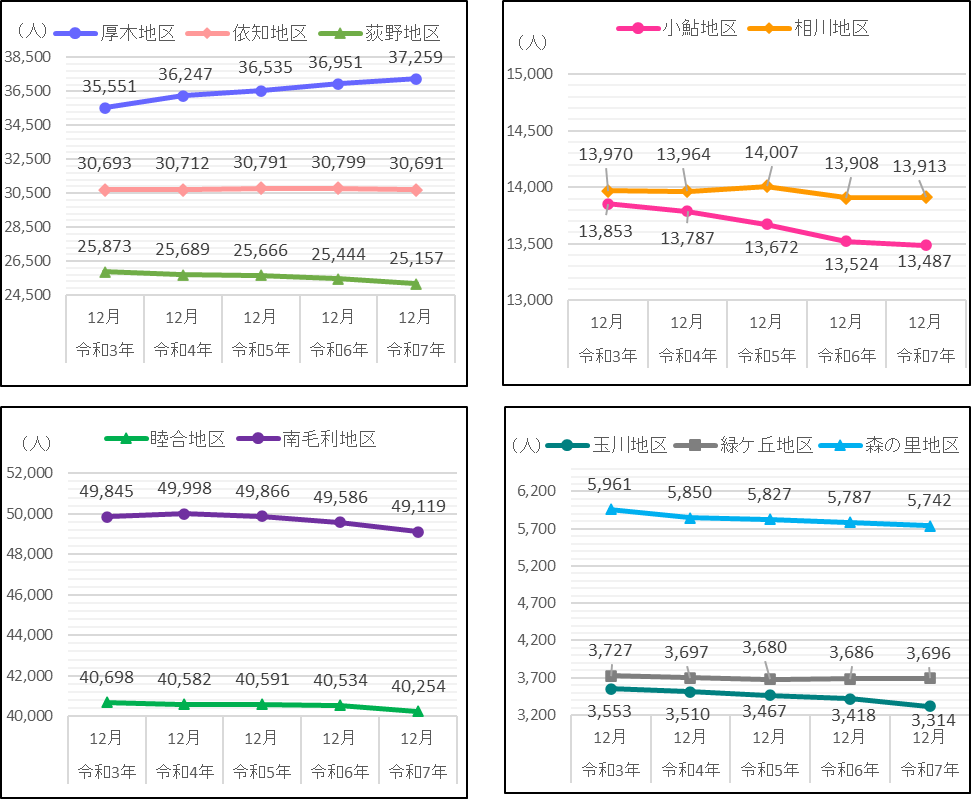 (人) 厚木地区 依知地区 荻野地区
38,500
36,500
34,500
32,500
30,500
28,500
26,500
24,500
35,551 36,247 36,535 36,951 37,259
30,693 30,712 30,791 30,799 30,691
25,873 25,689 25,666 25,444 25,157
12月 12月 12月 12月 12月
令和3年 令和4年 令和5年 令和6年 令和7年
小鮎地区 相川地区
(人)
15,000
14,500
14,000
13,500
13,000
13,970 13,964 14,007 13,908 13,913
13,853 13,787 13,672 13,524 13,487
12月 12月 12月 12月 12月
令和3年 令和4年 令和5年 令和6年 令和7年
(人) 睦合地区 南毛利地区
52,000
50,000
48,000
46,000
44,000
42,000
40,000
49,845 49,998 49,866 49,586 49,119
40,698 40,582 40,591 40,534 40,254
12月 12月 12月 12月 12月
令和3年 令和4年 令和5年 令和6年 令和7年
(人) 玉川地区 緑ケ丘地区 森の里地区
6,200
5,700
5,200
4,700
4,200
3,700
3,200
5,961 5,850 5,827 5,787 5,742
3,727 3,697 3,680 3,686 3,696
3,553 3,510 3,467 3,418 3,314
12月 12月 12月 12月 12月
令和3年 令和4年 令和5年 令和6年 令和7年